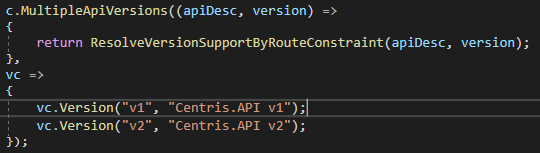 c.MultipleApiVersions((apiDesc, version) =>
{
    return ResolveVersionSupportByRouteConstraint(apiDesc, version);
},
vc =>
{
    vc.Version("v1", "Centris.API v1");
    vc.Version("v2", "Centris.API v2");
});